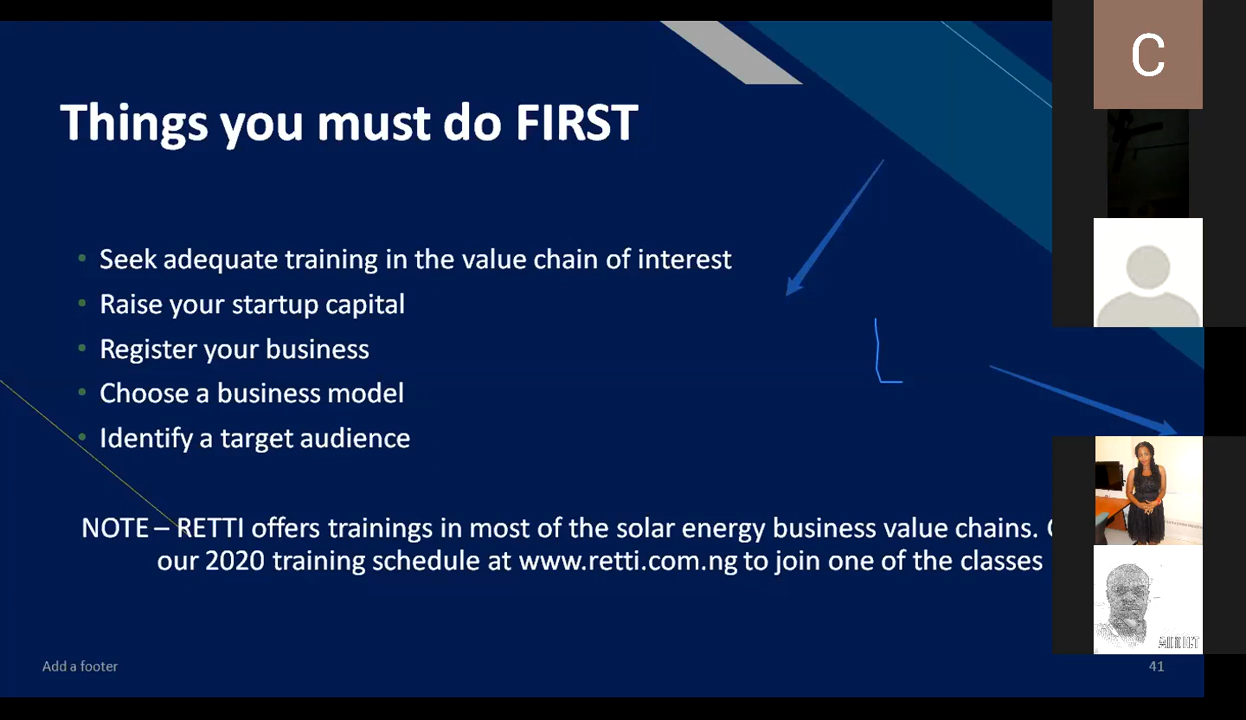 C
Things you must do FIRST
• Seek adequate training in the value chain of interest
• Raise your startup capital
• Register your business
• Choose a business model
• Identify a target audience
NOTE – RETTI offers trainings in most of the solar energy business value chains.
our 2020 training schedule at www.retti.com.ng to join one of the classes
Add a footer
41